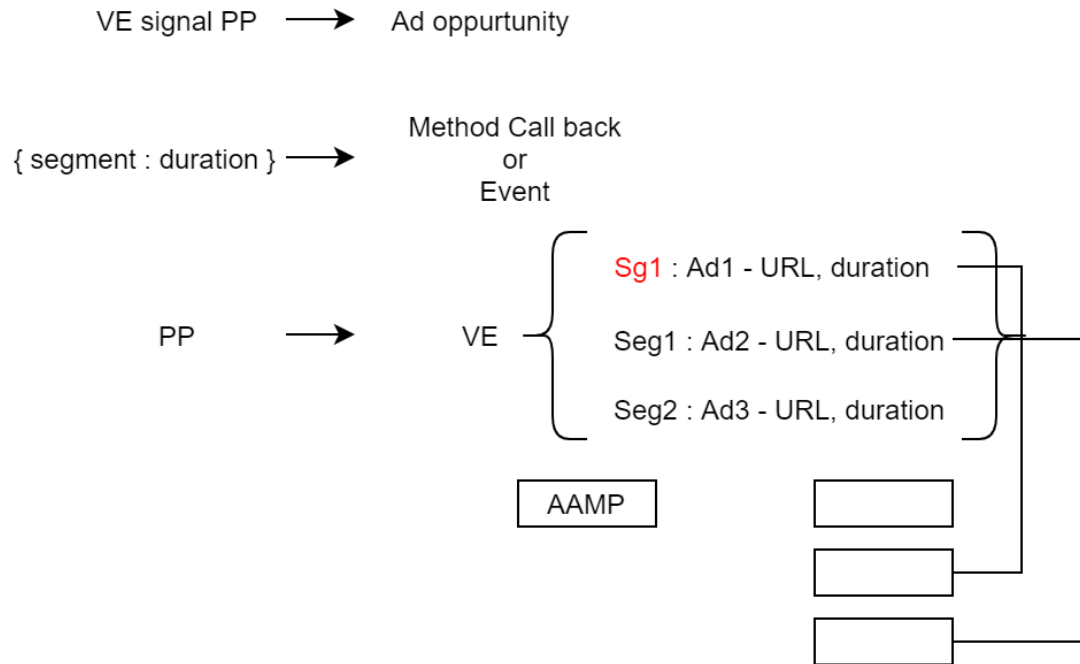 VE signal PP
Ad oppurtunity
{ segment : duration }
Method Call back
or
Event
PP
VE
Sg1 : Ad1 - URL, duration
Seg1 : Ad2 - URL, duration
Seg2 : Ad3 - URL, duration
AAMP